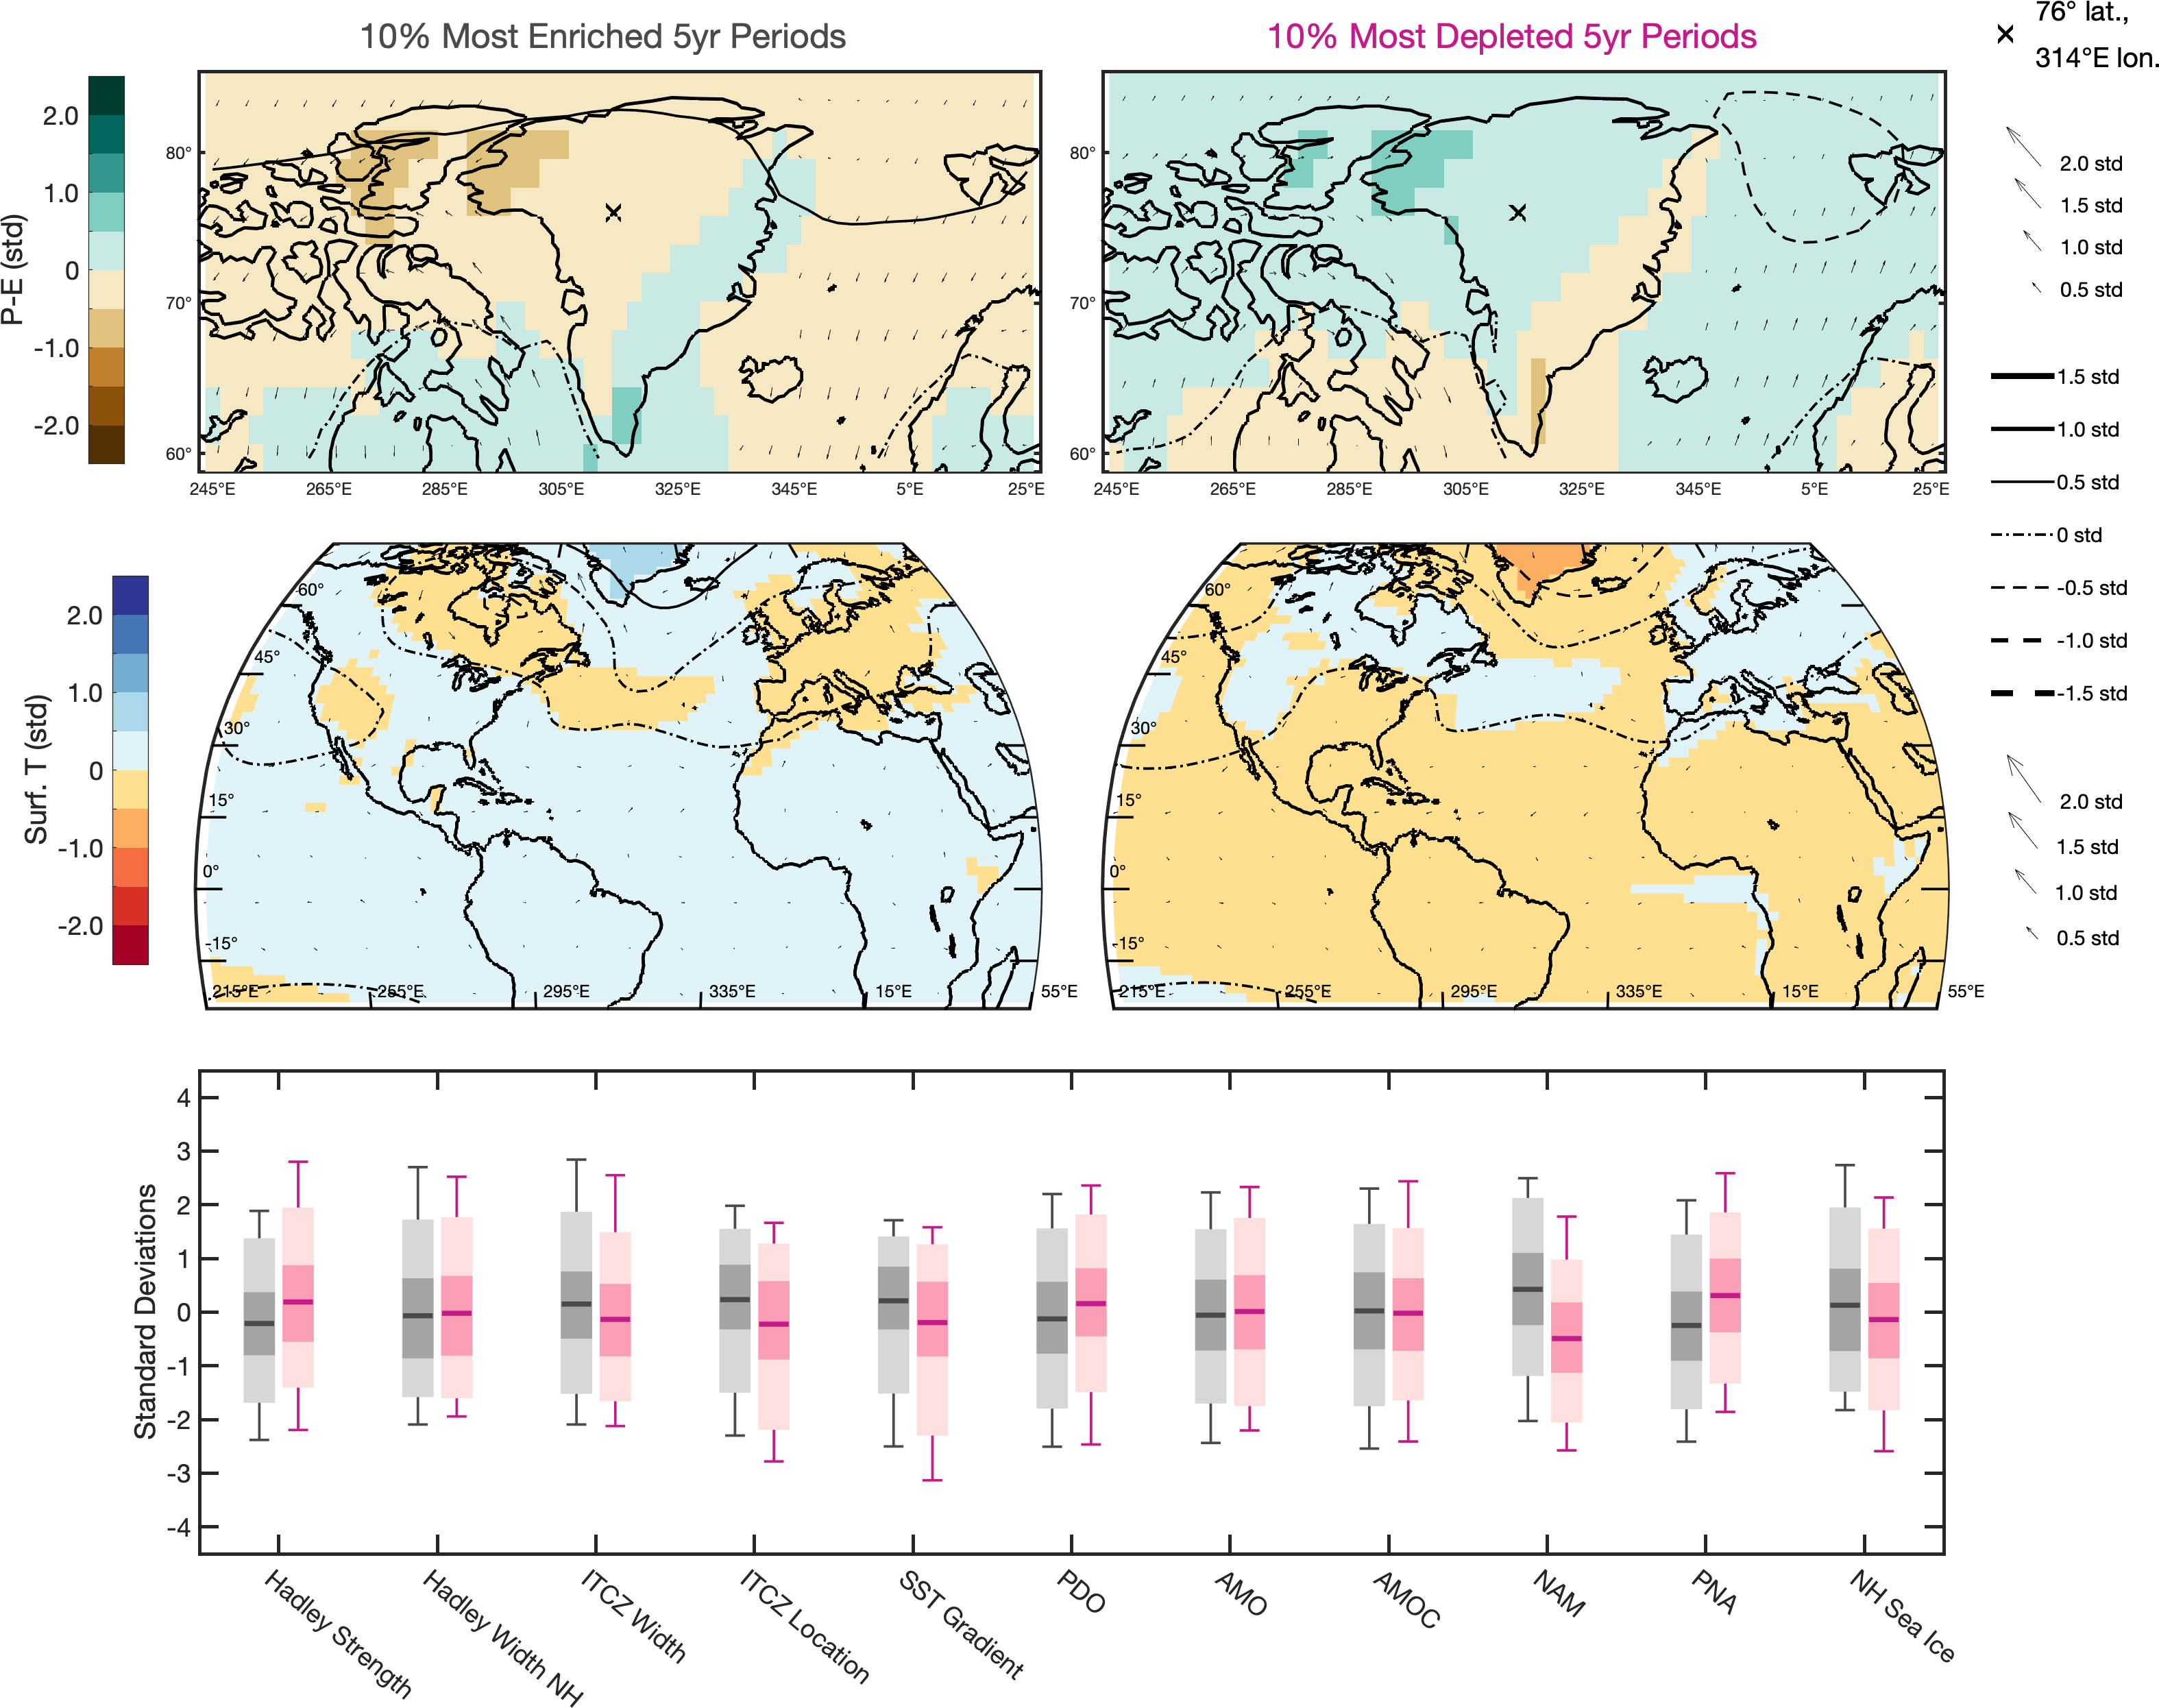 10% Most Enriched 5yr Periods
10% Most Depleted 5yr Periods
76° lat.,
314°E lon.
P-E (std)
2.0
1.0
0
-1.0
-2.0
80°
70°
60°
245°E 265°E 285°E 305°E 325°E 345°E 5°E 25°E
80°
70°
60°
245°E 265°E 285°E 305°E 325°E 345°E 5°E 25°E
2.0 std
1.5 std
1.0 std
0.5 std
1.5 std
1.0 std
0.5 std
0 std
-0.5 std
-1.0 std
-1.5 std
Surf. T (std)
2.0
1.0
0
-1.0
-2.0
60°
45°
30°
15°
0°
-15°
215°E 255°E 295°E 335°E 15°E 55°E
60°
45°
30°
15°
0°
-15°
215°E 255°E 295°E 335°E 15°E 55°E
2.0 std
1.5 std
1.0 std
0.5 std
Standard Deviations
4
3
2
1
0
-1
-2
-3
-4
Hadley Strength
Hadley Width NH
ITCZ Width
ITCZ Location
SST Gradient
PDO
AMO
AMOC
NAM
PNA
NH Sea Ice